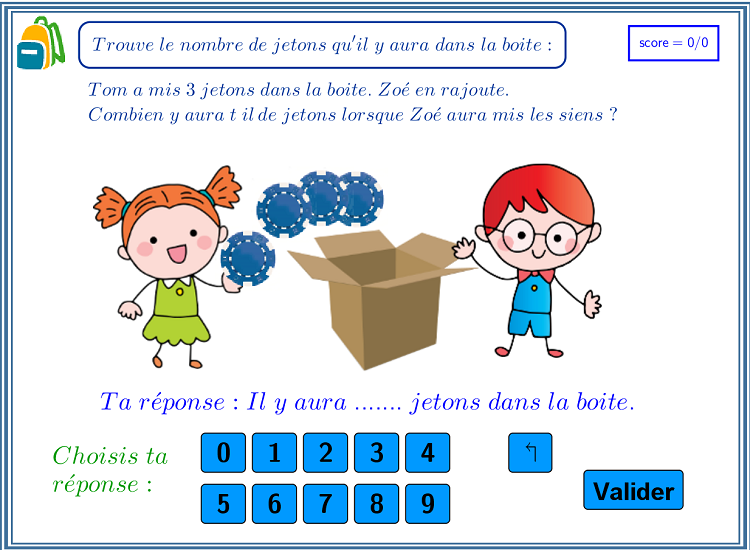 Trouve le nombre de jetons qu'il y aura dans la boite :
score = 0/0
Tom a mis 3 jetons dans la boite. Zoé en rajoute.
Combien y aura t il de jetons lorsque Zoé aura mis les siens ?
Ta réponse : Il y aura ....... jetons dans la boite.
Choisis ta
réponse :
0 1 2 3 4
5 6 7 8 9
↰
Valider